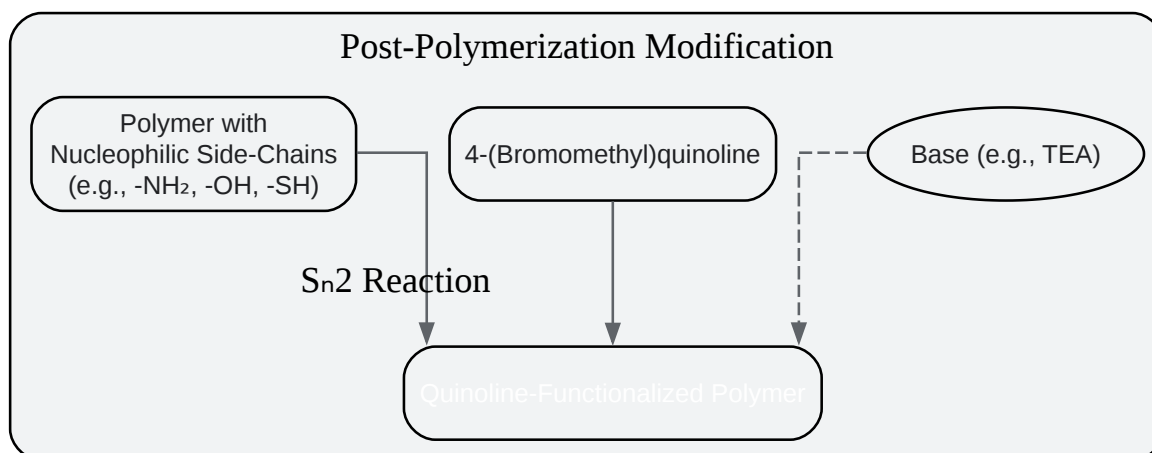 Post-Polymerization Modification
Polymer with
Nucleophilic Side-Chains
(e.g., -NH₂, -OH, -SH)
4-(Bromomethyl)quinoline
Base (e.g., TEA)
Sₙ2 Reaction
Quinoline-Functionalized Polymer